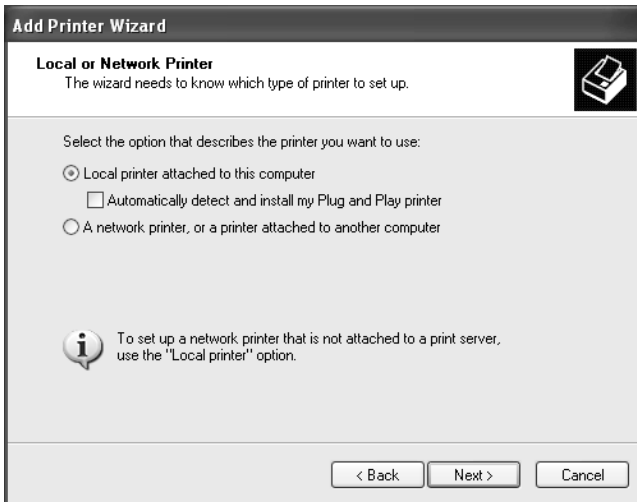 Add Printer Wizard
Local or Network Printer
The wizard needs to know which type of printer to set up.
Select the option that describes the printer you want to use:
Local printer attached to this computer
Automatically detect and install my Plug and Play printer
A network printer, or a printer attached to another computer
To set up a network printer that is not attached to a print server,
use the "Local printer" option.
< Back Next > Cancel